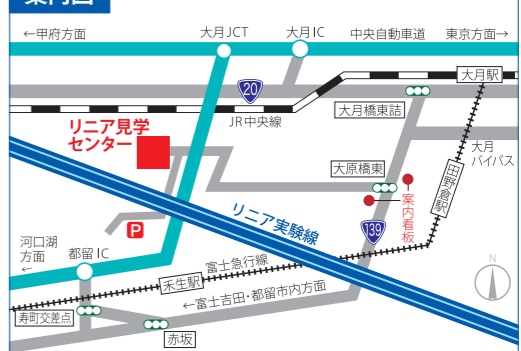 案内図
←甲府方面
大月JCT
大月IC
中央自動車道
東京方面→
大月駅
20
JR中央線
大月橋東詰
リニア見学
センター
大月
バイパス
大原橋東
田野倉駅
案内看板
リニア実験線
139
P
河口湖
方面
←
都留IC
富士急行線
禾生駅
←富士吉田・都留市内方面
寿町交差点
赤坂
N